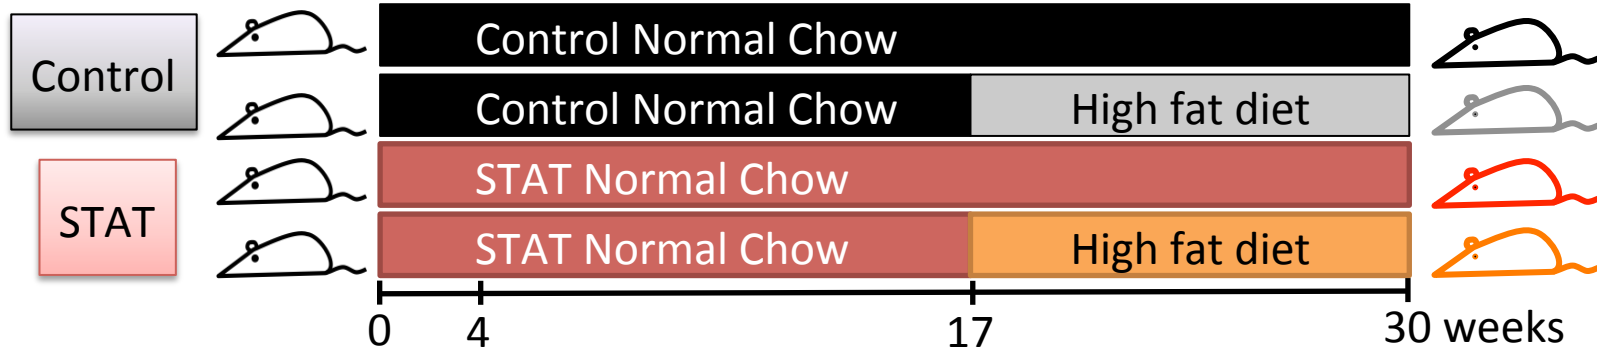 Control
Control Normal Chow
Control Normal Chow
High fat diet
STAT
STAT Normal Chow
STAT Normal Chow
High fat diet
0 4 17 30 weeks